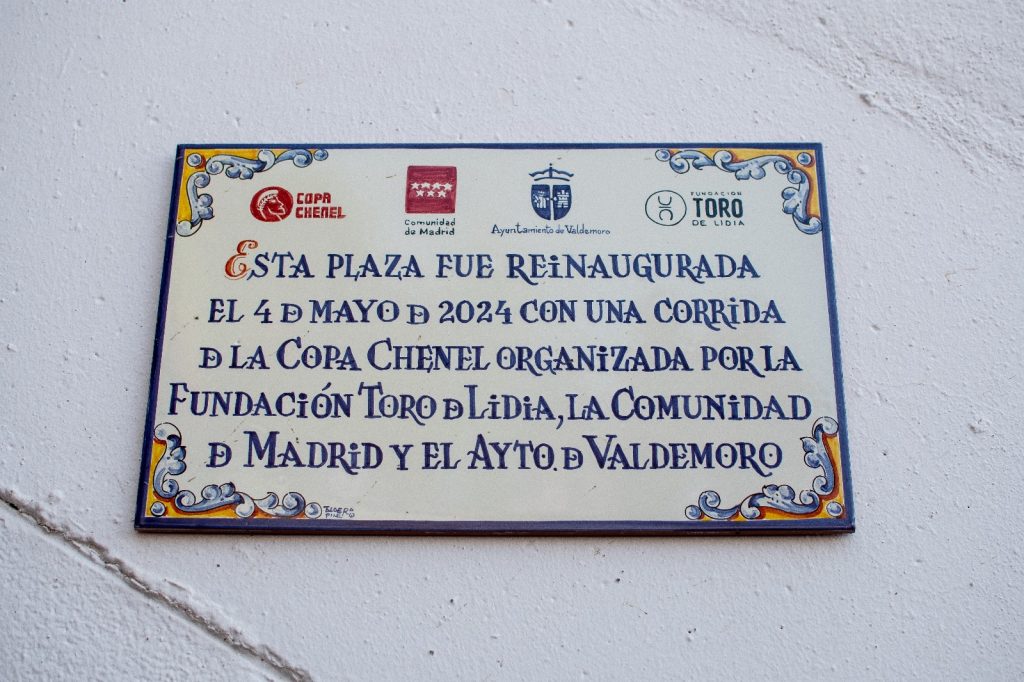 COPA
CHENEL
Comunidad
de Madrid
Ayuntamiento de Valdemoro
FUNDACIÓN
TORO
DE LIDIA
ESTA PLAZA FUE REINAUGURADA
EL 4 D MAYO D 2024 CON UNA CORRIDA
D LA COPA CHENEL ORGANIZADA POR LA
FUNDACIÓN TORO D LIDIA, LA COMUNIDAD
D MADRID Y EL AYTO. D VALDEMORO